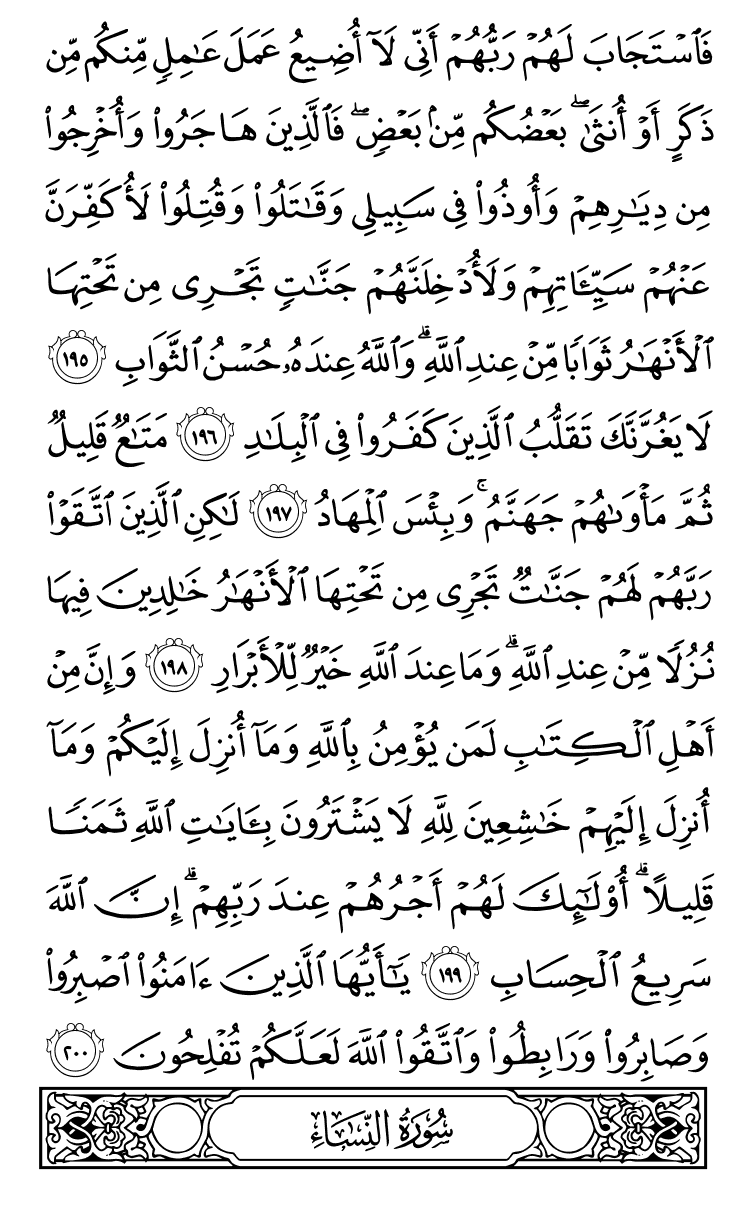 فَٱسۡتَجَابَ لَهُمۡ رَبُّهُمۡ أَنِّي لَآ أُضِيعُ عَمَلَ عَٰمِلٖ مِّنكُم مِّن
ذَكَرٍ أَوۡ أُنثَىٰۖ بَعۡضُكُم مِّنۢ بَعۡضٖۖ فَٱلَّذِينَ هَاجَرُواْ وَأُخۡرِجُواْ
مِن دِيَٰرِهِمۡ وَأُوذُواْ فِي سَبِيلِي وَقَٰتَلُواْ وَقُتِلُواْ لَأُكَفِّرَنَّ
عَنۡهُمۡ سَيِّـَٔاتِهِمۡ وَلَأُدۡخِلَنَّهُمۡ جَنَّٰتٖ تَجۡرِي مِن تَحۡتِهَا
ٱلۡأَنۡهَٰرُ ثَوَابٗا مِّنۡ عِندِ ٱللَّهِۗ وَٱللَّهُ عِندَهُۥ حُسۡنُ ٱلثَّوَابِ ١٩٥
لَا يَغُرَّنَّكَ تَقَلُّبُ ٱلَّذِينَ كَفَرُواْ فِي ٱلۡبِلَٰدِ ١٩٦ مَتَٰعٞ قَلِيلٞ
ثُمَّ مَأۡوَىٰهُمۡ جَهَنَّمُۚ وَبِئۡسَ ٱلۡمِهَادُ ١٩٧ لَٰكِنِ ٱلَّذِينَ ٱتَّقَوۡاْ
رَبَّهُمۡ لَهُمۡ جَنَّٰتٞ تَجۡرِي مِن تَحۡتِهَا ٱلۡأَنۡهَٰرُ خَٰلِدِينَ فِيهَا
نُزُلٗا مِّنۡ عِندِ ٱللَّهِۗ وَمَا عِندَ ٱللَّهِ خَيۡرٞ لِّلۡأَبۡرَارِ ١٩٨ وَإِنَّ مِنۡ
أَهۡلِ ٱلۡكِتَٰبِ لَمَن يُؤۡمِنُ بِٱللَّهِ وَمَآ أُنزِلَ إِلَيۡكُمۡ وَمَآ
أُنزِلَ إِلَيۡهِمۡ خَٰشِعِينَ لِلَّهِ لَا يَشۡتَرُونَ بِـَٔايَٰتِ ٱللَّهِ ثَمَنٗا
قَلِيلًاۗ أُوْلَٰٓئِكَ لَهُمۡ أَجۡرُهُمۡ عِندَ رَبِّهِمۡۗ إِنَّ ٱللَّهَ
سَرِيعُ ٱلۡحِسَابِ ١٩٩ يَٰٓأَيُّهَا ٱلَّذِينَ ءَامَنُواْ ٱصۡبِرُواْ
وَصَابِرُواْ وَرَابِطُواْ وَٱتَّقُواْ ٱللَّهَ لَعَلَّكُمۡ تُفۡلِحُونَ ٢٠٠
سُورَةُ النِّسَاءِ